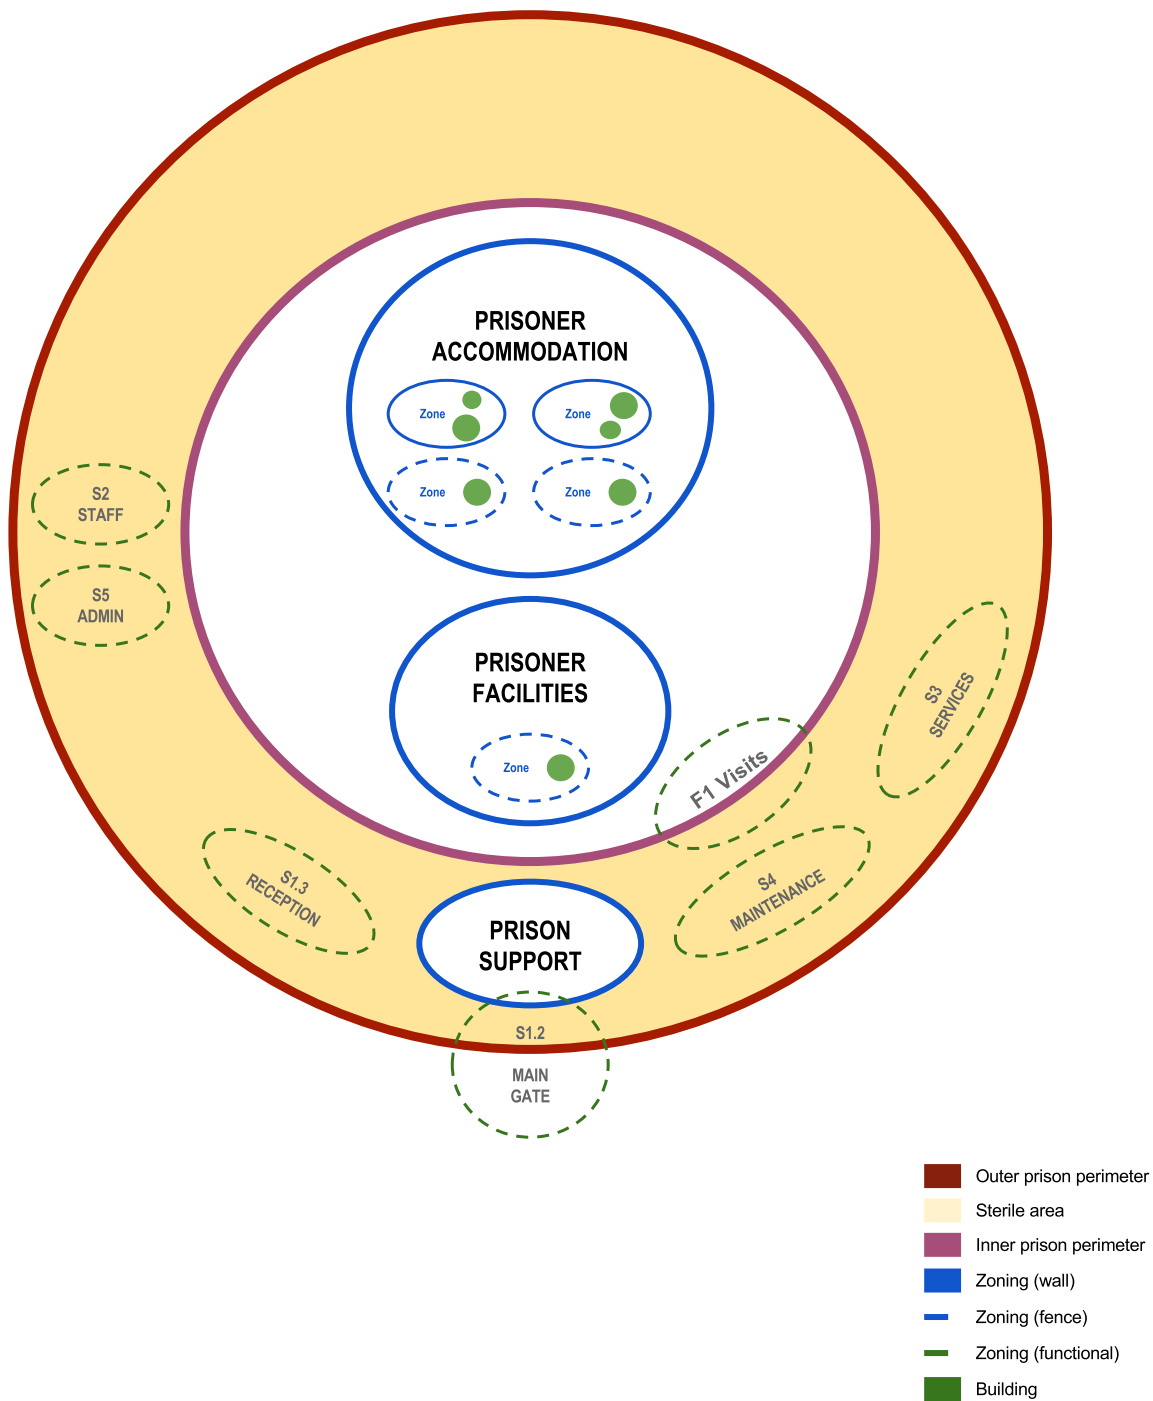 PRISONER
ACCOMMODATION
Zone
Zone
Zone
Zone
S2
STAFF
S5
ADMIN
PRISONER
FACILITIES
Zone
S3
SERVICES
F1 Visits
S1.3
RECEPTION
S4
MAINTENANCE
PRISON
SUPPORT
S1.2
MAIN
GATE
Outer prison perimeter
Sterile area
Inner prison perimeter
Zoning (wall)
Zoning (fence)
Zoning (functional)
Building